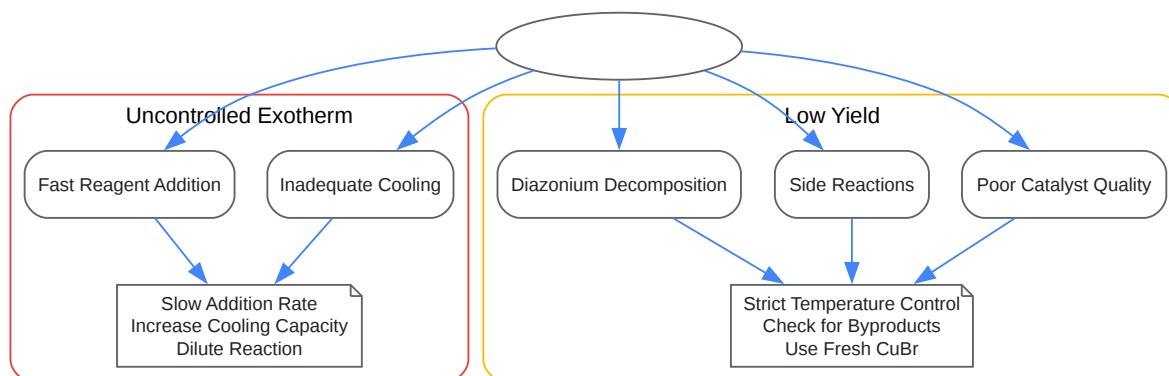 Uncontrolled Exotherm
Low Yield
Fast Reagent Addition
Inadequate Cooling
Diazonium Decomposition
Side Reactions
Poor Catalyst Quality
Slow Addition Rate
Increase Cooling Capacity
Dilute Reaction
Strict Temperature Control
Check for Byproducts
Use Fresh CuBr